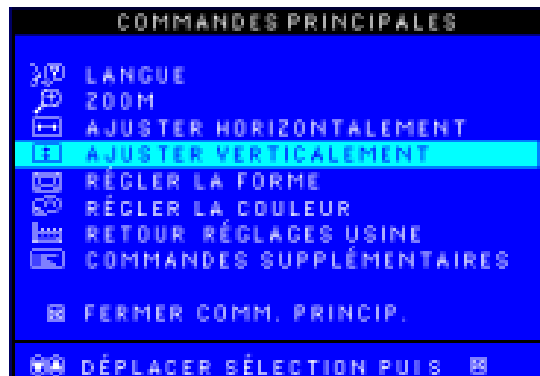 COMMANDES PRINCIPALES
LANGUE
ZOOM
AJUSTER HORIZONTALEMENT
AJUSTER VERTICALEMENT
RÉGLER LA FORME
RÉGLER LA COULEUR
RETOUR RÉGLAGES USINE
COMMANDES SUPPLÉMENTAIRES
FERMER COMM. PRINCIP.
DÉPLACER SÉLECTION PUIS